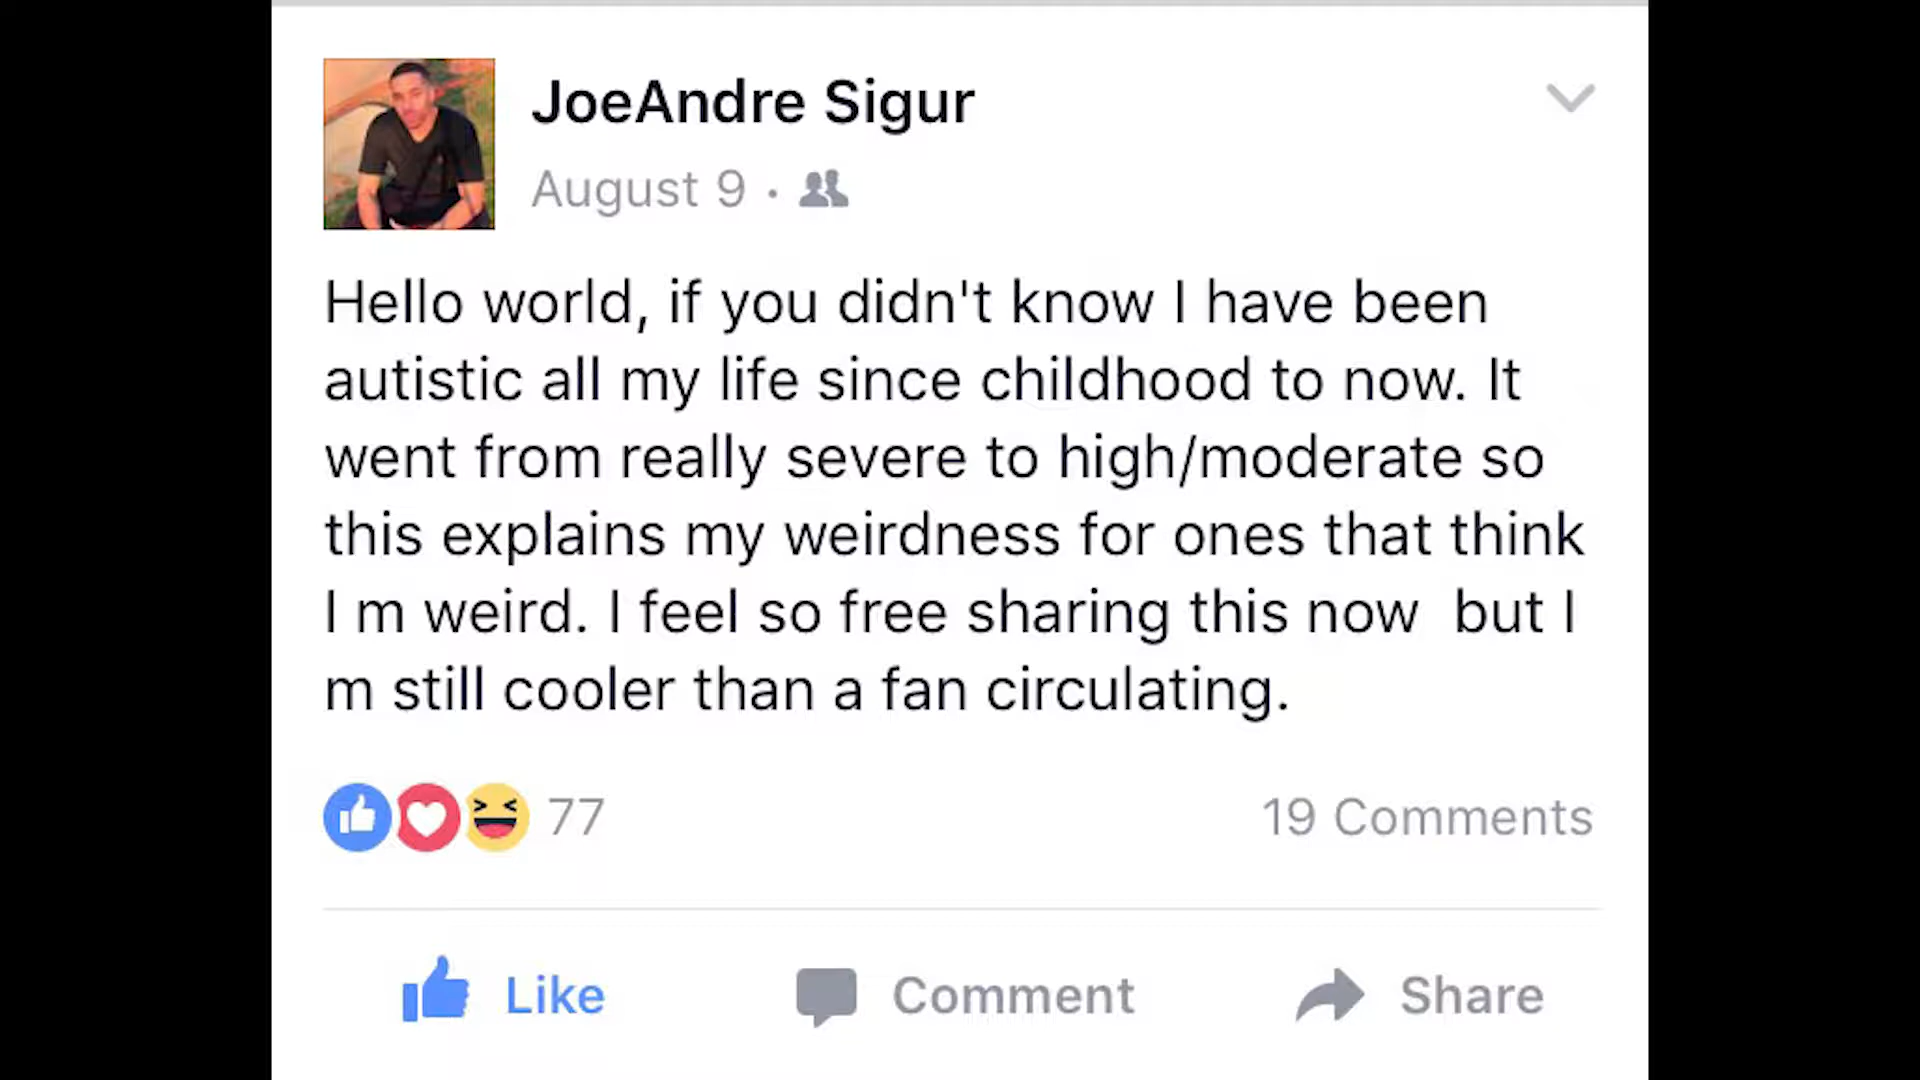 JoeAndre Sigur
August 9 ·
Hello world, if you didn't know I have been
autistic all my life since childhood to now. It
went from really severe to high/moderate so
this explains my weirdness for ones that think
I m weird. I feel so free sharing this now  but I
m still cooler than a fan circulating.
77 19 Comments
Like Comment Share